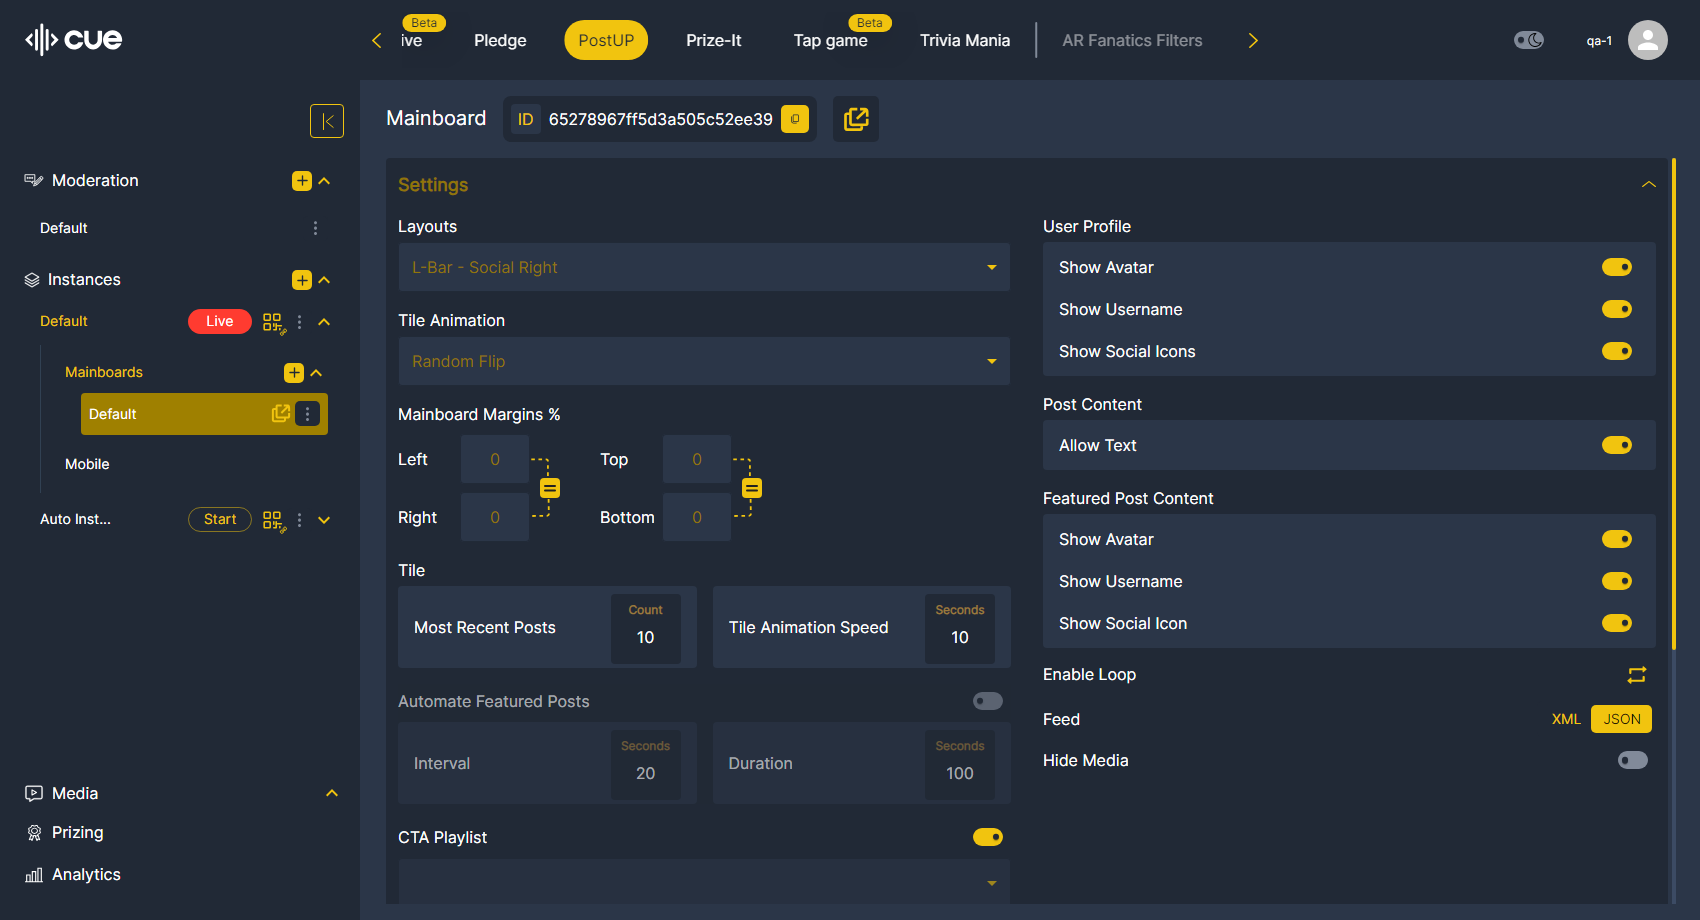 cue
Beta
ive
Pledge
PostUP
Prize-It
Beta
Tap game
Trivia Mania
AR Fanatics Filters
qa-1
Moderation
Default
Instances
Default
Live
Mainboards
Default
Mobile
Auto Inst...
Start
Media
Prizing
Analytics
Mainboard
ID
65278967ff5d3a505c52ee39
Settings
Layouts
L-Bar - Social Right
Tile Animation
Random Flip
Mainboard Margins %
Left
0
Top
0
Right
0
Bottom
0
Tile
Most Recent Posts
Count
10
Tile Animation Speed
Seconds
10
Automate Featured Posts
Interval
Seconds
20
Duration
Seconds
100
CTA Playlist
User Profile
Show Avatar
Show Username
Show Social Icons
Post Content
Allow Text
Featured Post Content
Show Avatar
Show Username
Show Social Icon
Enable Loop
Feed
XML
JSON
Hide Media